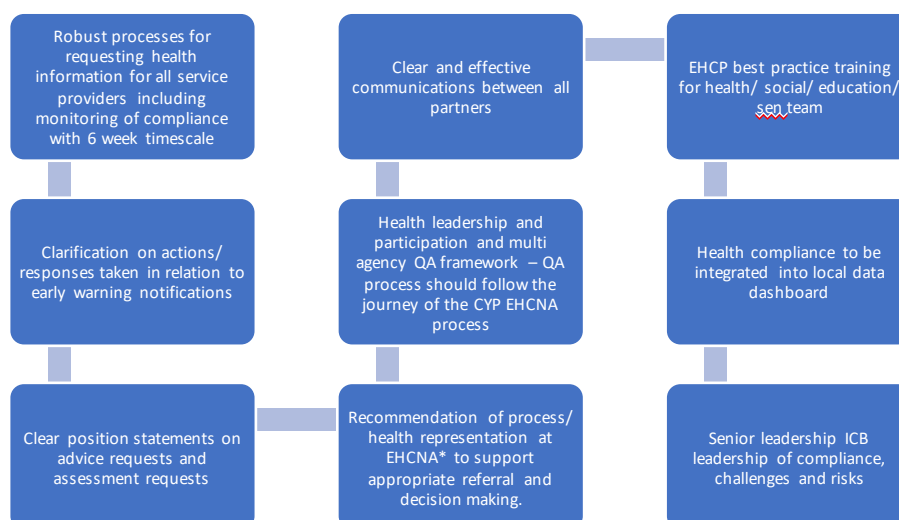 Robust processes for
requesting health
information for all service
providers including
monitoring of compliance
with 6 week timescale
Clarification on actions/
responses taken in relation to
early warning notifications
Clear position statements on
advice requests and
assessment requests
Recommendation of process/
health representation at
EHCNA* to support
appropriate referral and
decision making.
Health leadership and
participation and multi
agency QA framework – QA
process should follow the
journey of the CYP EHCNA
process
Clear and effective
communications between all
partners
EHCP best practice training
for health/ social/ education/
sen team
Health compliance to be
integrated into local data
dashboard
Senior leadership ICB
leadership of compliance,
challenges and risks